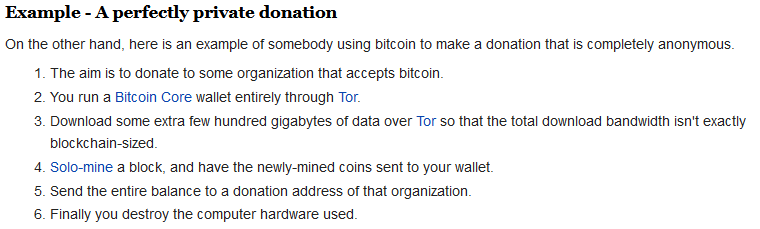 Example - A perfectly private donation
On the other hand, here is an example of somebody using bitcoin to make a donation that is completely anonymous.
1. The aim is to donate to some organization that accepts bitcoin.
2. You run a Bitcoin Core wallet entirely through Tor.
3. Download some extra few hundred gigabytes of data over Tor so that the total download bandwidth isn't exactly
blockchain-sized.
4. Solo-mine a block, and have the newly-mined coins sent to your wallet.
5. Send the entire balance to a donation address of that organization.
6. Finally you destroy the computer hardware used.